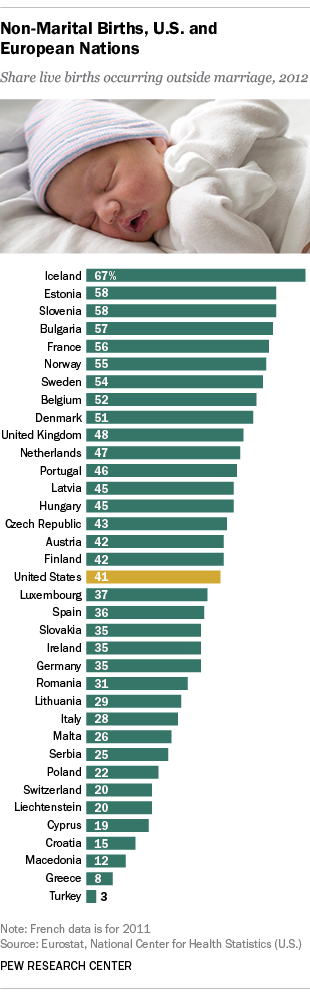 Non-Marital Births, U.S. and
European Nations
Share live births occurring outside marriage, 2012
Iceland 67%
Estonia 58
Slovenia 58
Bulgaria 57
France 56
Norway 55
Sweden 54
Belgium 52
Denmark 51
United Kingdom 48
Netherlands 47
Portugal 46
Latvia 45
Hungary 45
Czech Republic 43
Austria 42
Finland 42
United States 41
Luxembourg 37
Spain 36
Slovakia 35
Ireland 35
Germany 35
Romania 31
Lithuania 29
Italy 28
Malta 26
Serbia 25
Poland 22
Switzerland 20
Liechtenstein 20
Cyprus 19
Croatia 15
Macedonia 12
Greece 8
Turkey 3
Note: French data is for 2011
Source: Eurostat, National Center for Health Statistics (U.S.)
PEW RESEARCH CENTER